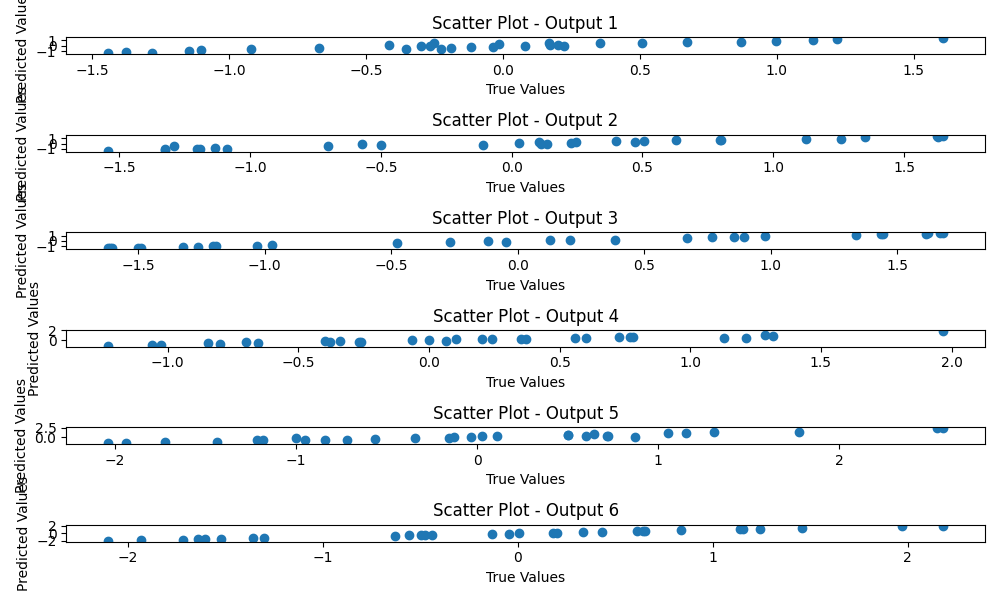 Scatter Plot - Output 1
Predicted Values
1
0
−1
−1.5 −1.0 −0.5 0.0 0.5 1.0 1.5
True Values
Scatter Plot - Output 2
Predicted Values
1
0
−1
−1.5 −1.0 −0.5 0.0 0.5 1.0 1.5
True Values
Scatter Plot - Output 3
Predicted Values
1
0
−1
−1.5 −1.0 −0.5 0.0 0.5 1.0 1.5
True Values
Scatter Plot - Output 4
Predicted Values
2
0
−1.0 −0.5 0.0 0.5 1.0 1.5 2.0
True Values
Scatter Plot - Output 5
Predicted Values
2.5
0.0
−2 −1 0 1 2
True Values
Scatter Plot - Output 6
Predicted Values
2
0
−2
−2 −1 0 1 2
True Values